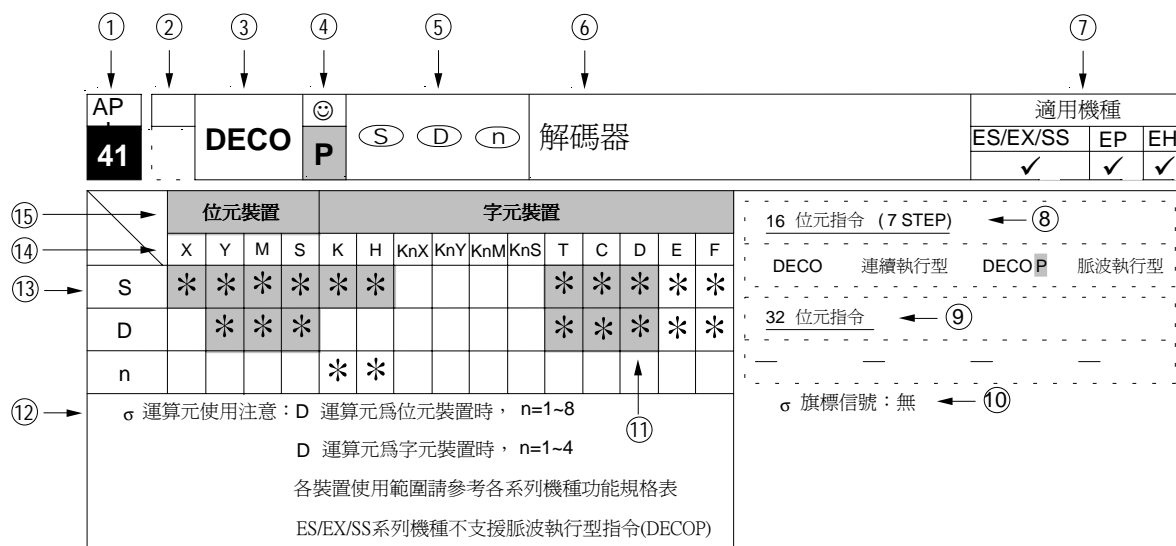 ① ② ③ ④ ⑤ ⑥ ⑦
AP
41
DECO
☺
P
S D n
解碼器
適用機種
ES/EX/SS EP EH
✓ ✓ ✓
⑮ 位元裝置 字元裝置
⑭ X Y M S K H KnX KnY KnM KnS T C D E F
⑬ S * * * * * * * * * * *
D * * * * * * * *
n * *
16 位元指令 (7 STEP) ⑧
DECO 連續執行型 DECOP 脈波執行型
32 位元指令 ⑨
— — — —
σ 旗標信號:無 ⑩
⑪
⑫ σ 運算元使用注意:D 運算元爲位元裝置時, n=1~8
D 運算元爲字元裝置時, n=1~4
各裝置使用範圍請參考各系列機種功能規格表
ES/EX/SS系列機種不支援脈波執行型指令(DECOP)